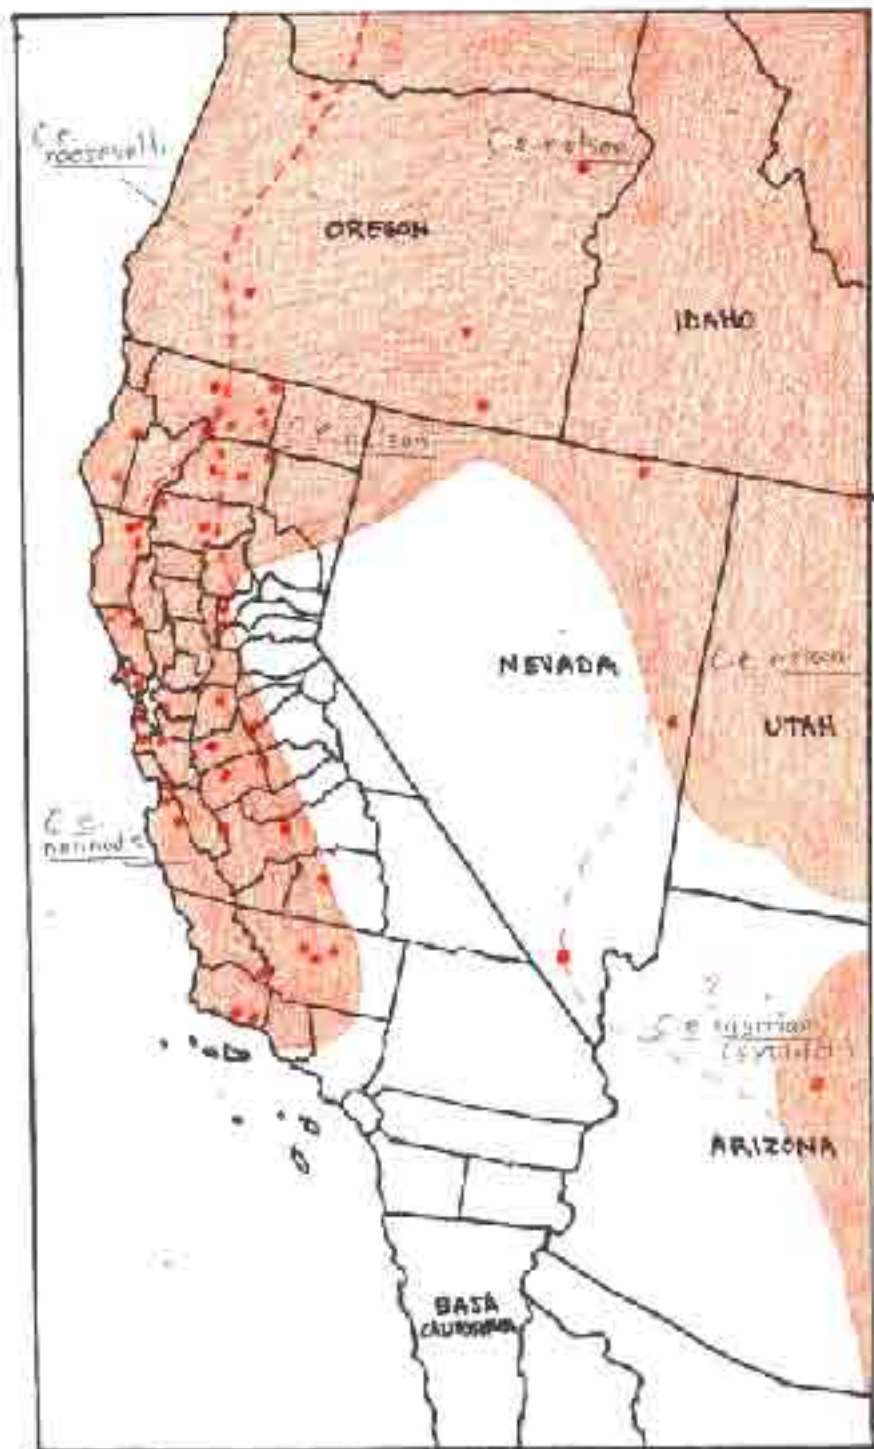 C.e.
roosevelti
C.e. nelsoni
OREGON
IDAHO
C.e. nelsoni
NEVADA
C.e. nelsoni
UTAH
C.e.
nannodes
?
C.e.
ARIZONA
BAJA
CALIFORNIA